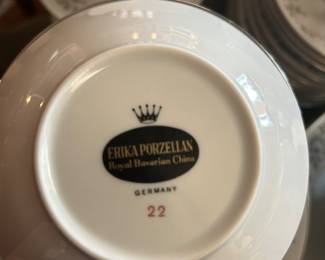 ERIKA PORZELLAN
Royal Bavarian China
GERMANY
22